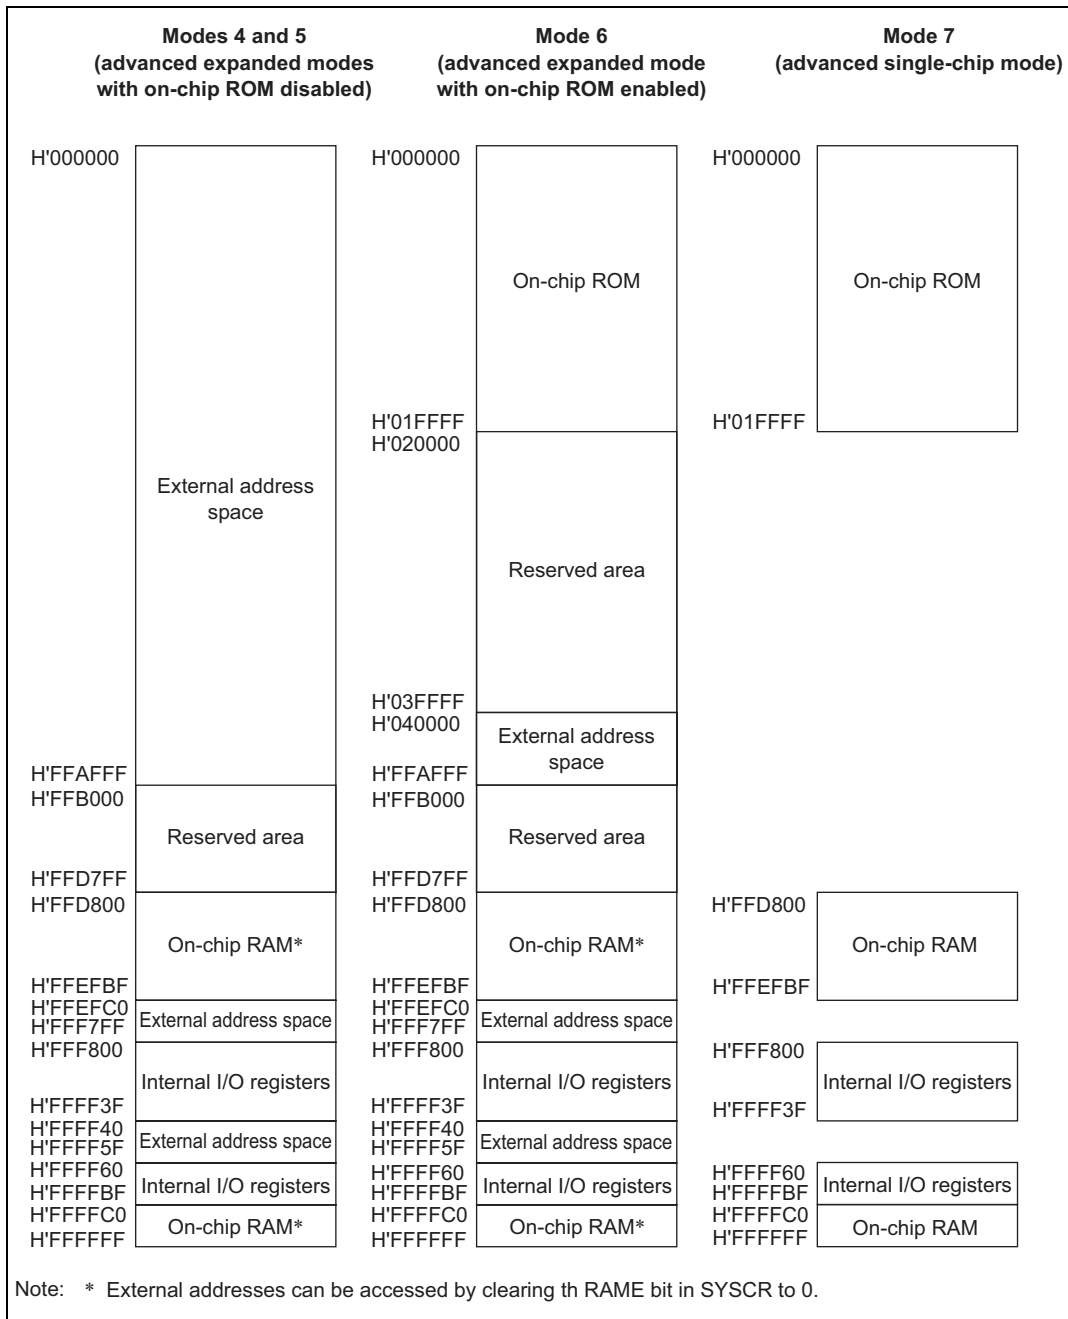 Modes 4 and 5
(advanced expanded modes
with on-chip ROM disabled)
H'000000
External address
space
H'FFAFFF
H'FFB000
Reserved area
H'FFD7FF
H'FFD800
On-chip RAM*
H'FFEFBF
H'FFEFC0
External address space
H'FFF7FF
H'FFF800
Internal I/O registers
H'FFFF3F
H'FFFF40
External address space
H'FFFF5F
H'FFFF60
Internal I/O registers
H'FFFFBF
H'FFFFC0
On-chip RAM*
H'FFFFFF
Mode 6
(advanced expanded mode
with on-chip ROM enabled)
H'000000
On-chip ROM
H'01FFFF
H'020000
Reserved area
H'03FFFF
H'040000
External address
space
H'FFAFFF
H'FFB000
Reserved area
H'FFD7FF
H'FFD800
On-chip RAM*
H'FFEFBF
H'FFEFC0
External address space
H'FFF7FF
H'FFF800
Internal I/O registers
H'FFFF3F
H'FFFF40
External address space
H'FFFF5F
H'FFFF60
Internal I/O registers
H'FFFFBF
H'FFFFC0
On-chip RAM*
H'FFFFFF
Mode 7
(advanced single-chip mode)
H'000000
On-chip ROM
H'01FFFF
H'FFD800
On-chip RAM
H'FFEFBF
H'FFF800
Internal I/O registers
H'FFFF3F
H'FFFF60
Internal I/O registers
H'FFFFBF
H'FFFFC0
On-chip RAM
H'FFFFFF
Note: * External addresses can be accessed by clearing th RAME bit in SYSCR to 0.